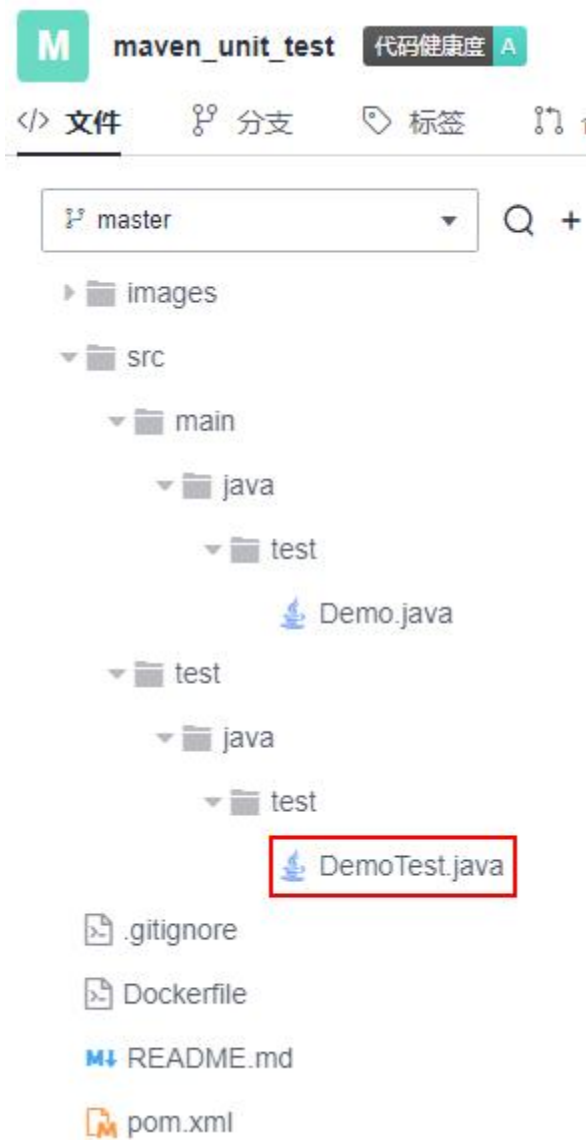 M maven_unit_test 代码健康度 A
</> 文件 分支 标签
master
images
src
main
java
test
Demo.java
test
java
test
DemoTest.java
.gitignore
Dockerfile
M↓ README.md
pom.xml